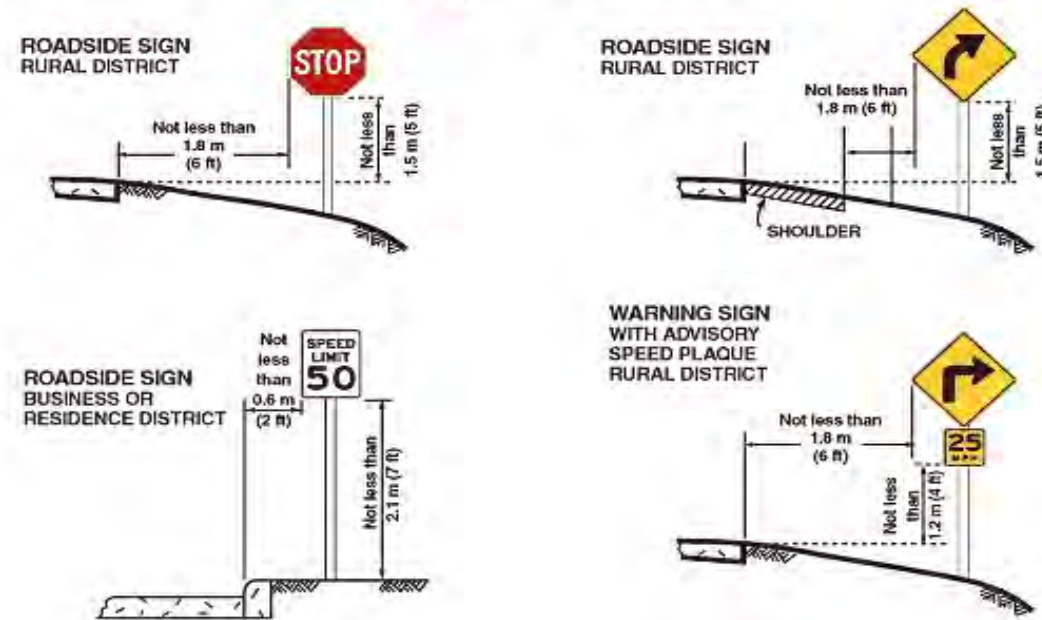 ROADSIDE SIGN
RURAL DISTRICT
STOP
Not less than
1.8 m
(6 ft)
Not less
than
1.5 m (5 ft)
ROADSIDE SIGN
RURAL DISTRICT
Not less than
1.8 m (6 ft)
Not less
than
1.5 m (5 ft)
SHOULDER
ROADSIDE SIGN
BUSINESS OR
RESIDENCE DISTRICT
Not
less
than
0.6 m
(2 ft)
SPEED
LIMIT
50
Not less than
2.1 m (7 ft)
WARNING SIGN
WITH ADVISORY
SPEED PLAQUE
RURAL DISTRICT
Not less than
1.8 m
(6 ft)
25
M.P.H.
Not less
than
1.2 m (4 ft)